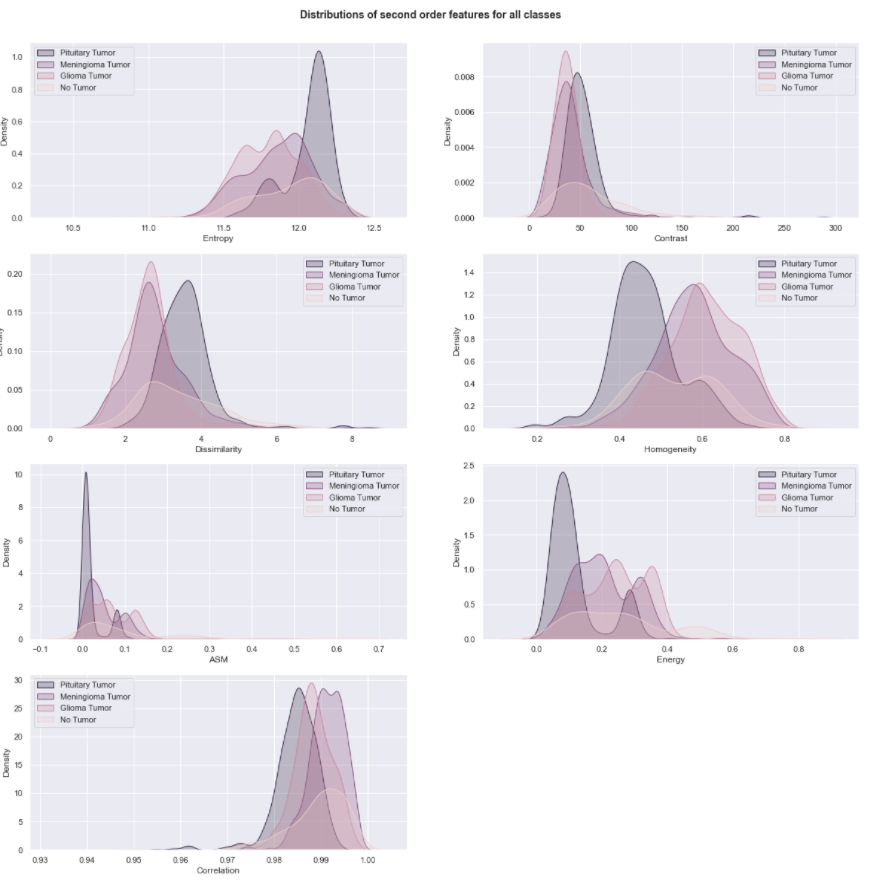 Distributions of second order features for all classes
Pituitary Tumor
Meningioma Tumor
Glioma Tumor
No Tumor
1.0
0.8
0.6
0.4
0.2
0.0
Density
10.5 11.0 11.5 12.0 12.5
Entropy
Pituitary Tumor
Meningioma Tumor
Glioma Tumor
No Tumor
0.008
0.006
0.004
0.002
0.000
Density
0 50 100 150 200 250 300
Contrast
Pituitary Tumor
Meningioma Tumor
Glioma Tumor
No Tumor
0.20
0.15
0.10
0.05
0.00
Density
0 2 4 6 8
Dissimilarity
Pituitary Tumor
Meningioma Tumor
Glioma Tumor
No Tumor
1.4
1.2
1.0
0.8
0.6
0.4
0.2
0.0
Density
0.2 0.4 0.6 0.8
Homogeneity
Pituitary Tumor
Meningioma Tumor
Glioma Tumor
No Tumor
10
8
6
4
2
0
Density
−0.1 0.0 0.1 0.2 0.3 0.4 0.5 0.6 0.7
ASM
Pituitary Tumor
Meningioma Tumor
Glioma Tumor
No Tumor
2.5
2.0
1.5
1.0
0.5
0.0
Density
0.0 0.2 0.4 0.6 0.8
Energy
Pituitary Tumor
Meningioma Tumor
Glioma Tumor
No Tumor
30
25
20
15
10
5
0
Density
0.93 0.94 0.95 0.96 0.97 0.98 0.99 1.00
Correlation